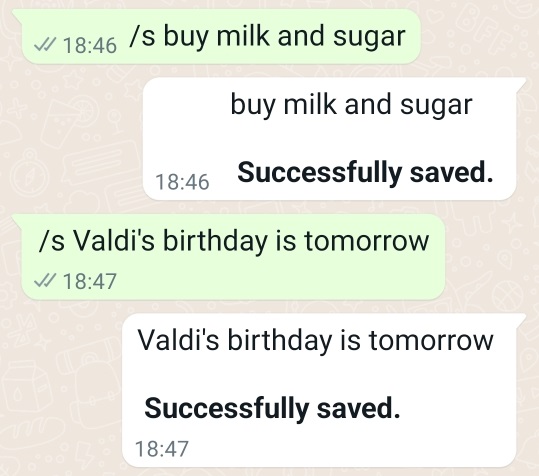 /s buy milk and sugar
18:46
buy milk and sugar
Successfully saved.
18:46
/s Valdi's birthday is tomorrow
18:47
Valdi's birthday is tomorrow
Successfully saved.
18:47